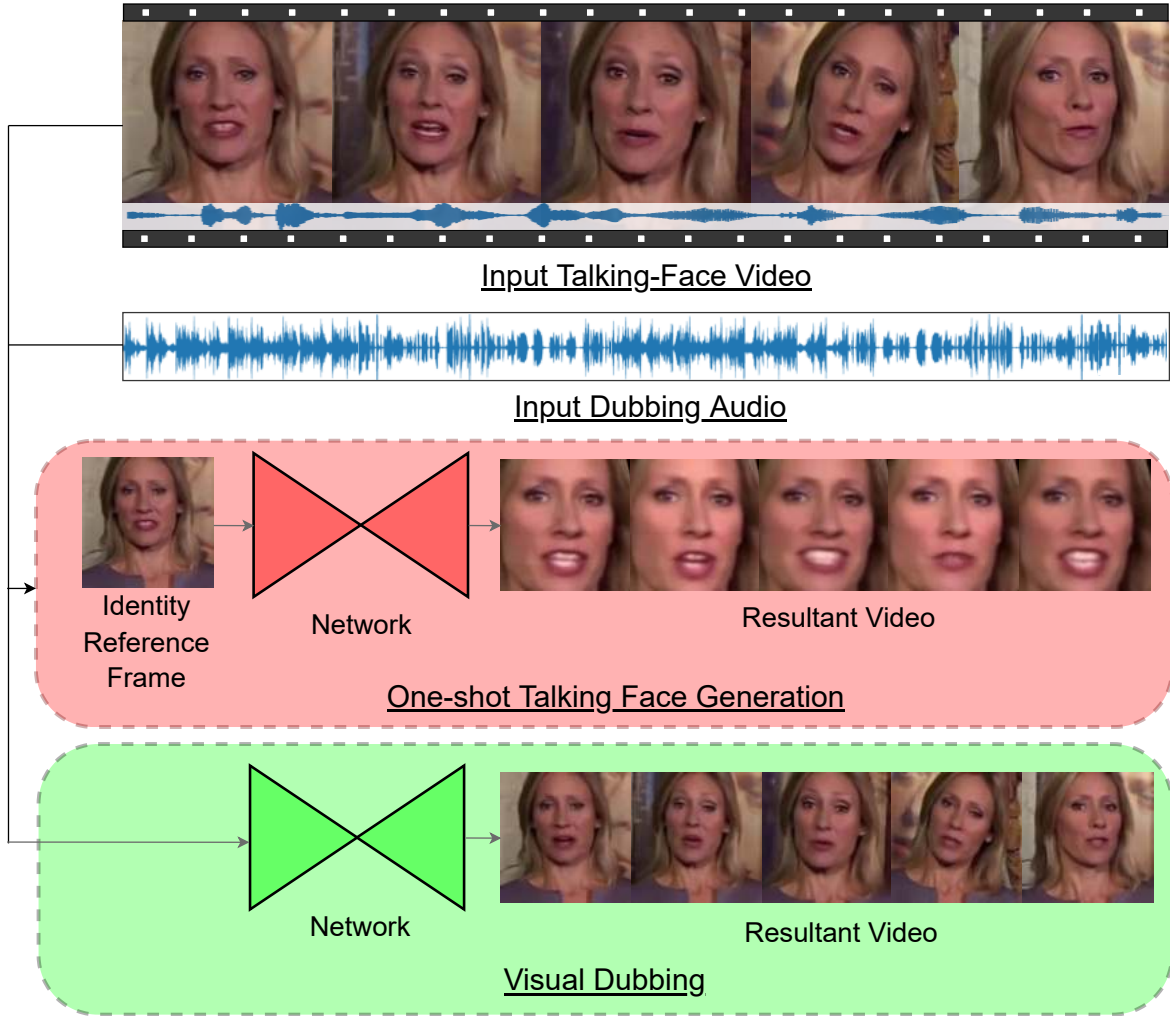 Input Talking-Face Video
Input Dubbing Audio
Identity
Reference
Frame
Network
Resultant Video
One-shot Talking Face Generation
Network
Resultant Video
Visual Dubbing